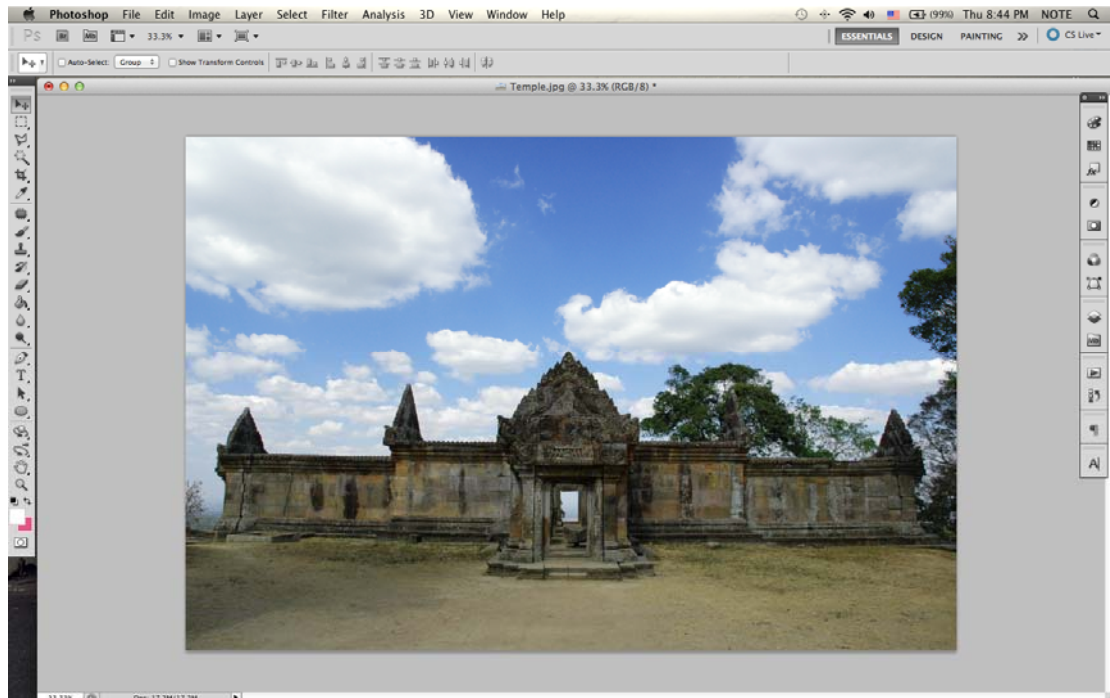 Photoshop File Edit Image Layer Select Filter Analysis 3D View Window Help (99%) Thu 8:44 PM NOTE
PS Br Mb 33.3% ESSENTIALS DESIGN PAINTING >> CS Live
Auto-Select: Group Show Transform Controls
Temple.jpg @ 33.3% (RGB/8) *